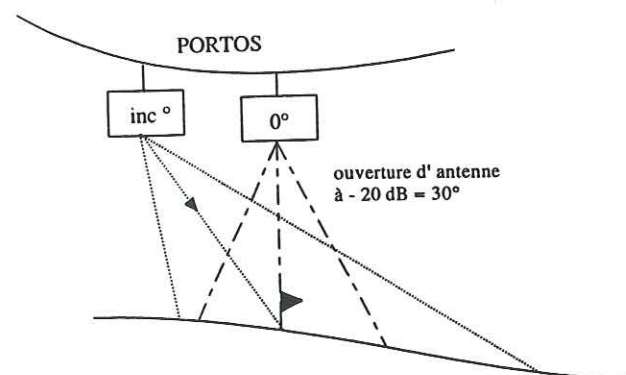 PORTOS
inc °
0°
ouverture d' antenne
à - 20 dB = 30°